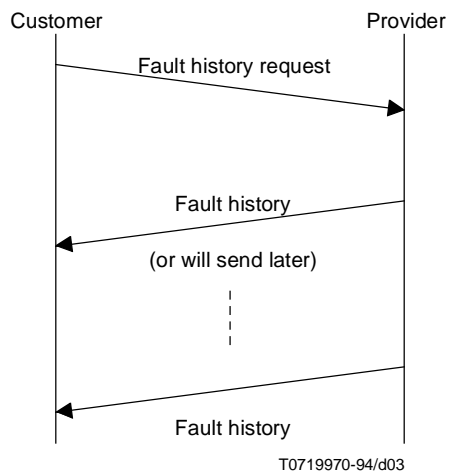 Customer
Provider
Fault history request
Fault history
(or will send later)
Fault history
T0719970-94/d03